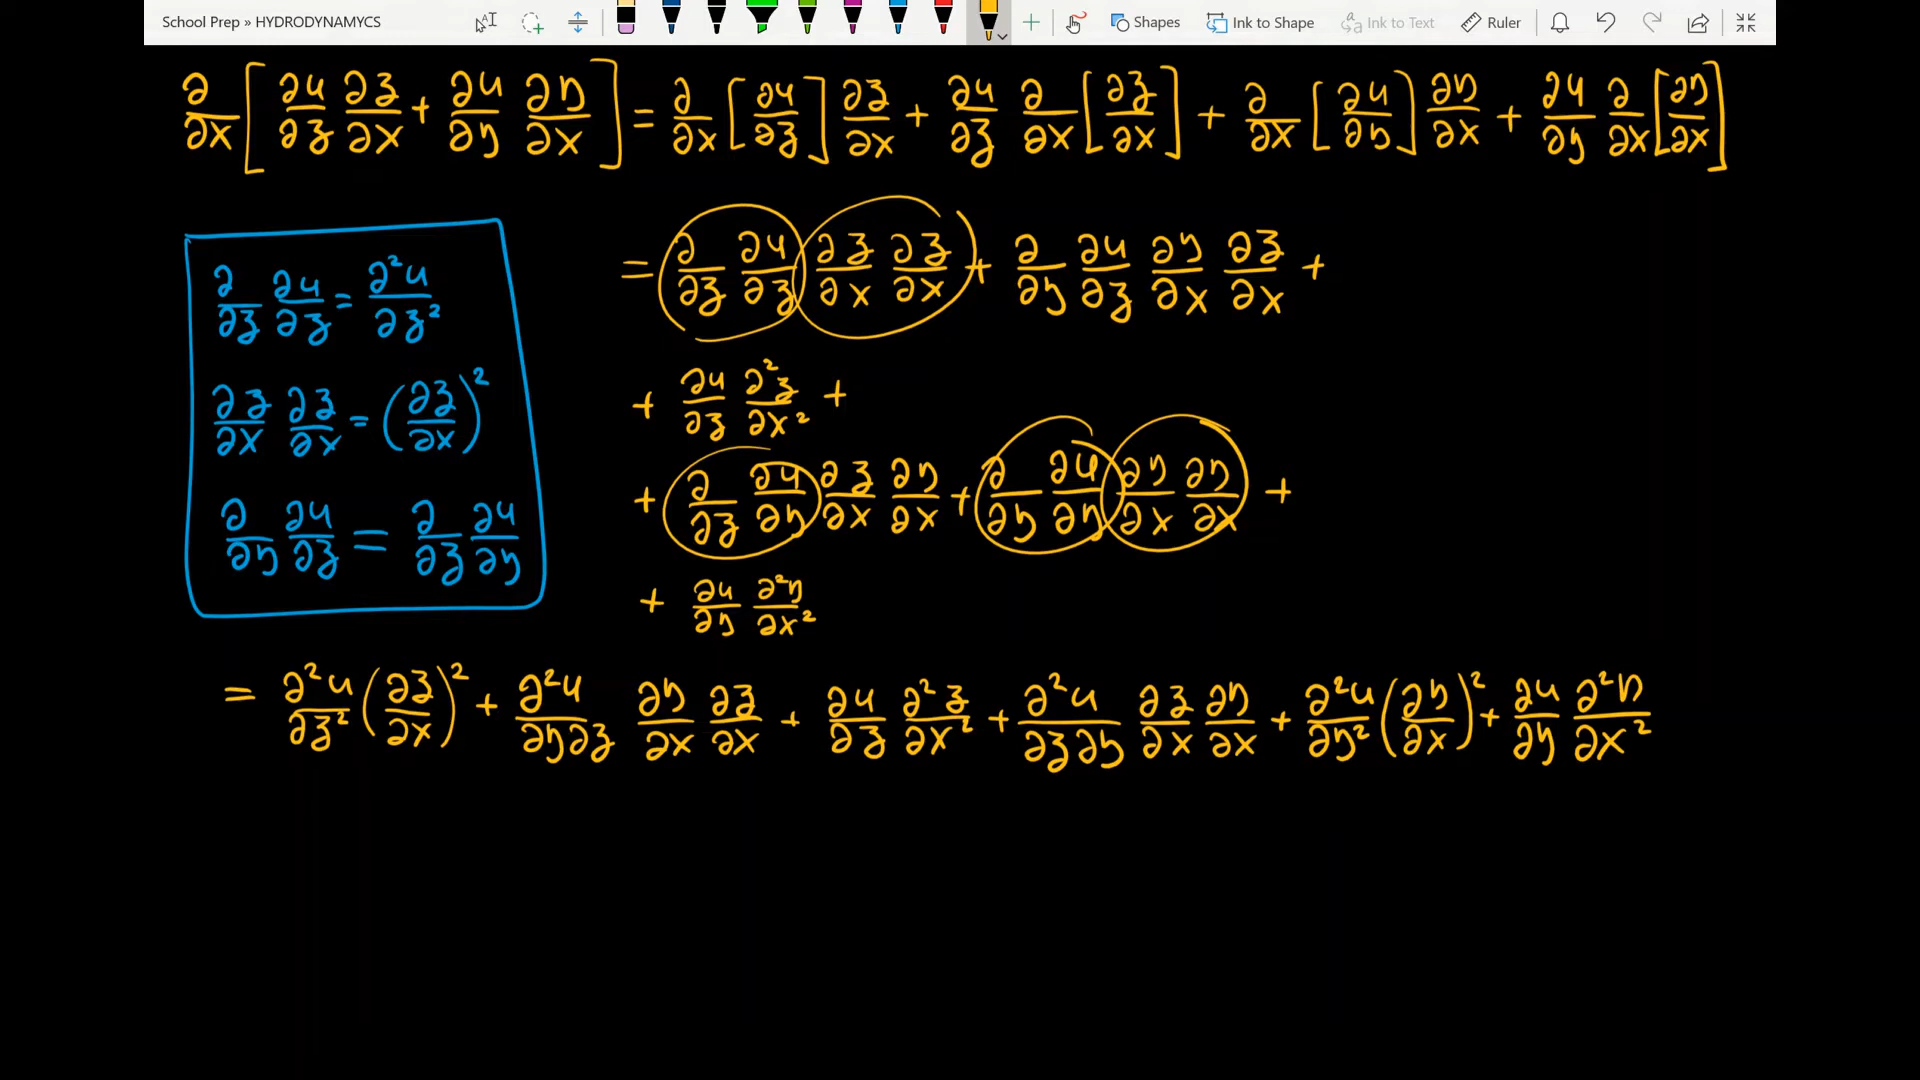 School Prep » HYDRODYNAMYCS
Shapes
Ink to Shape
Ink to Text
Ruler
∂/∂x [∂u/∂ξ ∂ξ/∂x + ∂u/∂η ∂η/∂x] = ∂/∂x [∂u/∂ξ] ∂ξ/∂x + ∂u/∂ξ ∂/∂x [∂ξ/∂x] + ∂/∂x [∂u/∂η] ∂η/∂x + ∂u/∂η ∂/∂x [∂η/∂x]
∂/∂ξ ∂u/∂ξ = ∂²u/∂ξ²
∂ξ/∂x ∂ξ/∂x = (∂ξ/∂x)²
∂/∂η ∂u/∂ξ = ∂/∂ξ ∂u/∂η
= ∂/∂ξ ∂u/∂ξ ∂ξ/∂x ∂ξ/∂x + ∂/∂η ∂u/∂ξ ∂η/∂x ∂ξ/∂x +
+ ∂u/∂ξ ∂²ξ/∂x² +
+ ∂/∂ξ ∂u/∂η ∂ξ/∂x ∂η/∂x + ∂/∂η ∂u/∂η ∂η/∂x ∂η/∂x +
+ ∂u/∂η ∂²η/∂x²
= ∂²u/∂ξ² (∂ξ/∂x)² + ∂²u/∂η∂ξ ∂η/∂x ∂ξ/∂x + ∂u/∂ξ ∂²ξ/∂x² + ∂²u/∂ξ∂η ∂ξ/∂x ∂η/∂x + ∂²u/∂η² (∂η/∂x)² + ∂u/∂η ∂²η/∂x²